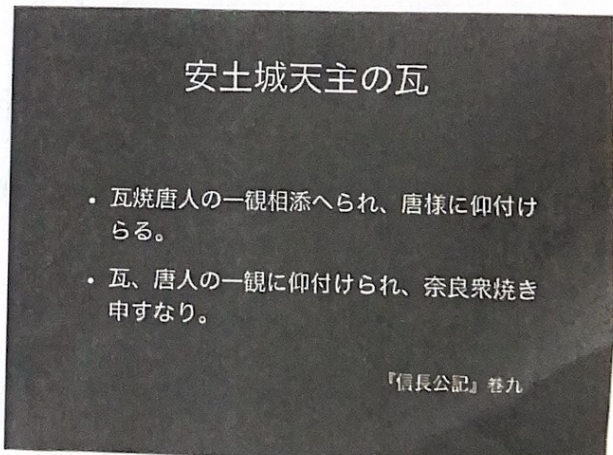 安土城天主の瓦
• 瓦焼唐人の一観相添へられ、唐様に仰付け
らる。
• 瓦、唐人の一観に仰付けられ、奈良衆焼き
申すなり。
『信長公記』巻九